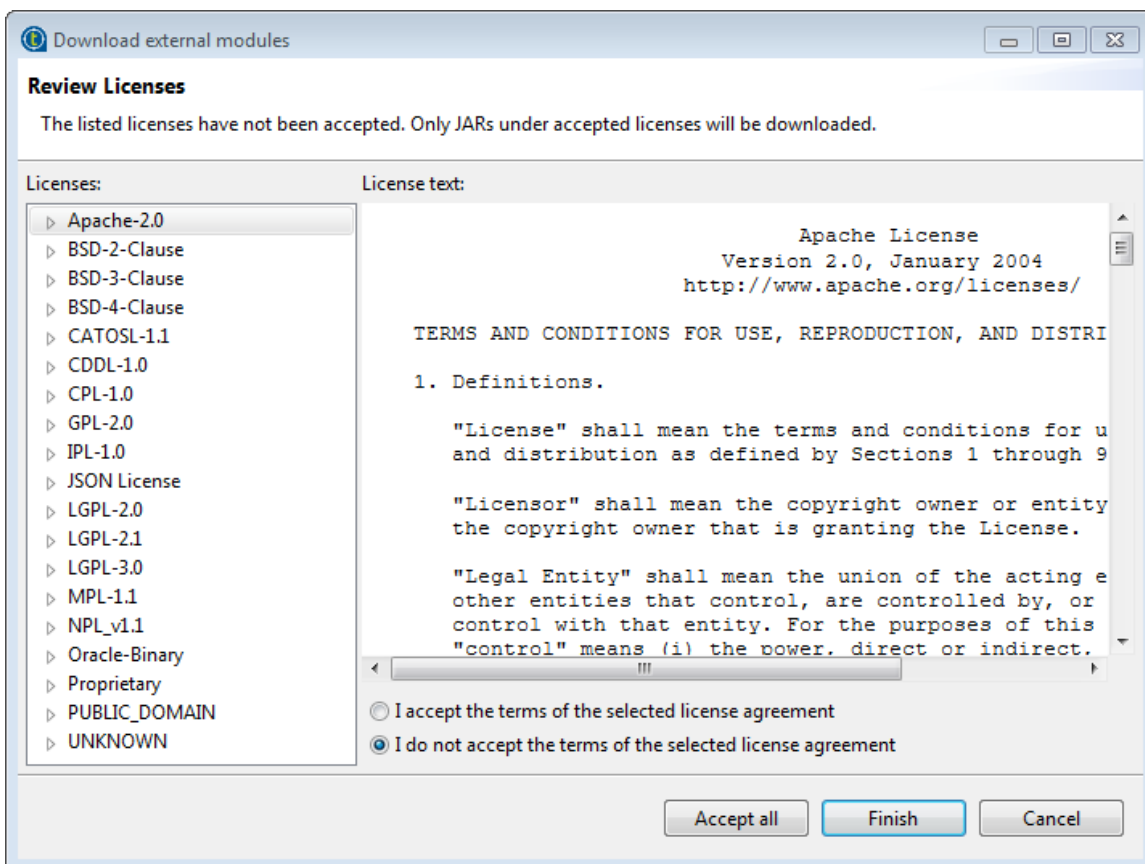 Download external modules
Review Licenses
The listed licenses have not been accepted. Only JARs under accepted licenses will be downloaded.
Licenses:
Apache-2.0
BSD-2-Clause
BSD-3-Clause
BSD-4-Clause
CATOSL-1.1
CDDL-1.0
CPL-1.0
GPL-2.0
IPL-1.0
JSON License
LGPL-2.0
LGPL-2.1
LGPL-3.0
MPL-1.1
NPL_v1.1
Oracle-Binary
Proprietary
PUBLIC_DOMAIN
UNKNOWN
License text:
Apache License
Version 2.0, January 2004
http://www.apache.org/licenses/
TERMS AND CONDITIONS FOR USE, REPRODUCTION, AND DISTRI
1. Definitions.
"License" shall mean the terms and conditions for u
and distribution as defined by Sections 1 through 9
"Licensor" shall mean the copyright owner or entity
the copyright owner that is granting the License.
"Legal Entity" shall mean the union of the acting e
other entities that control, are controlled by, or
control with that entity. For the purposes of this
"control" means (i) the power, direct or indirect,
I accept the terms of the selected license agreement
I do not accept the terms of the selected license agreement
Accept all
Finish
Cancel